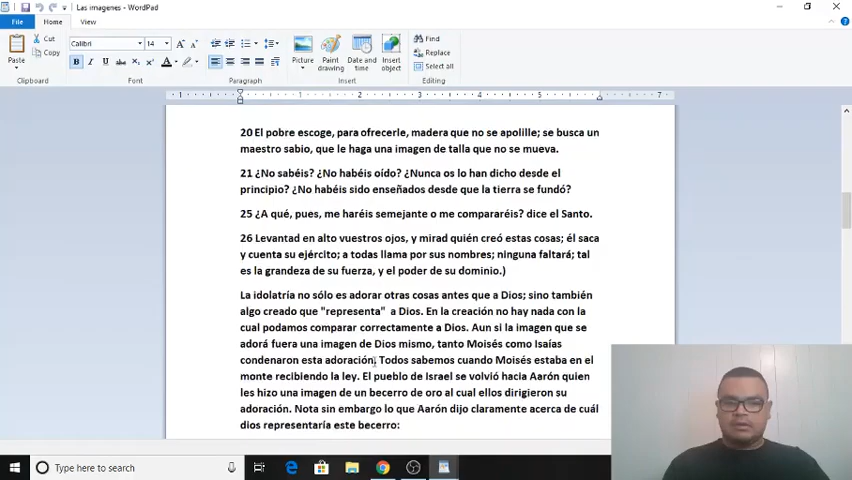 Las imagenes - WordPad
File Home View
Paste
Cut
Copy
Clipboard
Calibri 14
Font
Paragraph
Picture
Paint drawing
Date and time
Insert object
Insert
Find
Replace
Select all
Editing
1 1 2 3 4 5 7
20 El pobre escoge, para ofrecerle, madera que no se apolille; se busca un
maestro sabio, que le haga una imagen de talla que no se mueva.
21 ¿No sabéis? ¿No habéis oído? ¿Nunca os lo han dicho desde el
principio? ¿No habéis sido enseñados desde que la tierra se fundó?
25 ¿A qué, pues, me haréis semejante o me compararéis? dice el Santo.
26 Levantad en alto vuestros ojos, y mirad quién creó estas cosas; él saca
y cuenta su ejército; a todas llama por sus nombres; ninguna faltará; tal
es la grandeza de su fuerza, y el poder de su dominio.)
La idolatría no sólo es adorar otras cosas antes que a Dios; sino también
algo creado que "representa" a Dios. En la creación no hay nada con la
cual podamos comparar correctamente a Dios. Aun si la imagen que se
adorá fuera una imagen de Dios mismo, tanto Moisés como Isaías
condenaron esta adoración. Todos sabemos cuando Moisés estaba en el
monte recibiendo la ley. El pueblo de Israel se volvió hacia Aarón quien
les hizo una imagen de un becerro de oro al cual ellos dirigieron su
adoración. Nota sin embargo lo que Aarón dijo claramente acerca de cuál
dios representaría este becerro:
Type here to search